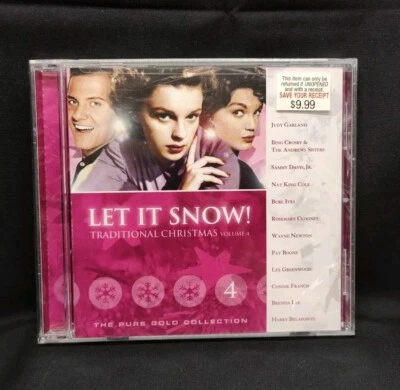 This item can only be
returned if UNOPENED
and with a receipt.
SAVE YOUR RECEIPT
$9.99
JUDY GARLAND
BING CROSBY &
THE ANDREWS SISTERS
SAMMY DAVIS, JR.
NAT KING COLE
BURL IVES
ROSEMARY CLOONEY
WAYNE NEWTON
PAT BOONE
LEE GREENWOOD
CONNIE FRANCIS
BRENDA LEE
HARRY BELAFONTE
LET IT SNOW!
TRADITIONAL CHRISTMAS VOLUME 4
4
THE PURE GOLD COLLECTION